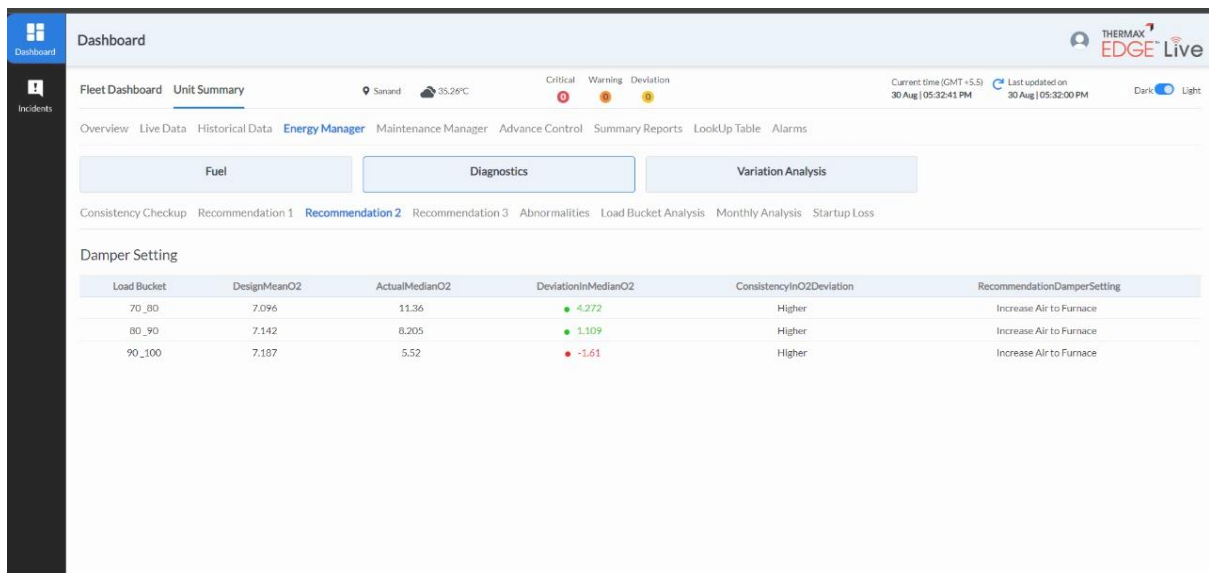 Dashboard
Incidents
Dashboard
THERMAX
EDGE™ Live
Fleet Dashboard Unit Summary
Sanand 35.26°C
Critical Warning Deviation
0 0 0
Current time (GMT +5.5)
30 Aug | 05:32:41 PM
Last updated on
30 Aug | 05:32:00 PM
Dark Light
Overview Live Data Historical Data Energy Manager Maintenance Manager Advance Control Summary Reports LookUp Table Alarms
Fuel Diagnostics Variation Analysis
Consistency Checkup Recommendation 1 Recommendation 2 Recommendation 3 Abnormalities Load Bucket Analysis Monthly Analysis Startup Loss
Damper Setting
Load Bucket DesignMeanO2 ActualMedianO2 DeviationInMedianO2 ConsistencyInO2Deviation RecommendationDamperSetting
70_80 7.096 11.36 4.272 Higher Increase Air to Furnace
80_90 7.142 8.205 1.109 Higher Increase Air to Furnace
90_100 7.187 5.52 -1.61 Higher Increase Air to Furnace